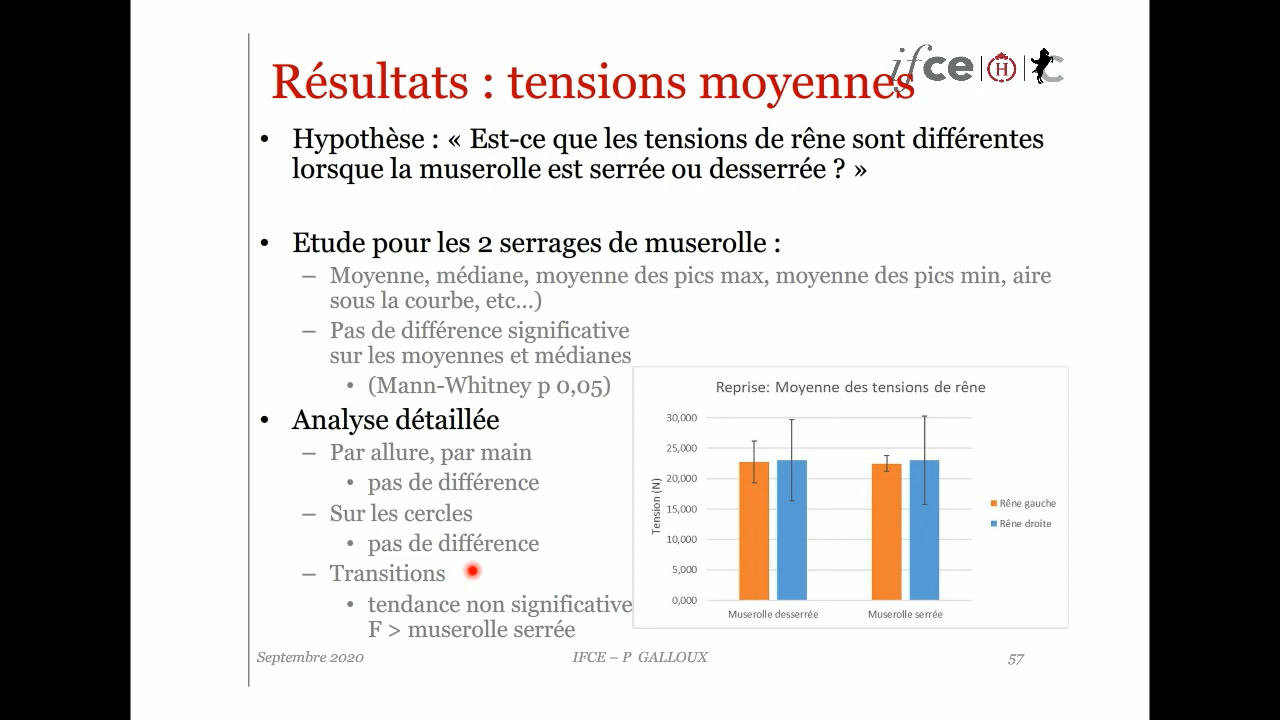 Résultats : tensions moyennes
ifce H C
• Hypothèse : « Est-ce que les tensions de rêne sont différentes
lorsque la muserolle est serrée ou desserrée ? »
• Etude pour les 2 serrages de muserolle :
– Moyenne, médiane, moyenne des pics max, moyenne des pics min, aire
sous la courbe, etc...)
– Pas de différence significative
sur les moyennes et médianes
• (Mann-Whitney p 0,05)
• Analyse détaillée
– Par allure, par main
• pas de différence
– Sur les cercles
• pas de différence
– Transitions
• tendance non significative
F > muserolle serrée
Reprise: Moyenne des tensions de rêne
Tension (N)
30,000
25,000
20,000
15,000
10,000
5,000
0,000
Muserolle desserrée
Muserolle serrée
Rêne gauche
Rêne droite
Septembre 2020
IFCE – P GALLOUX
57